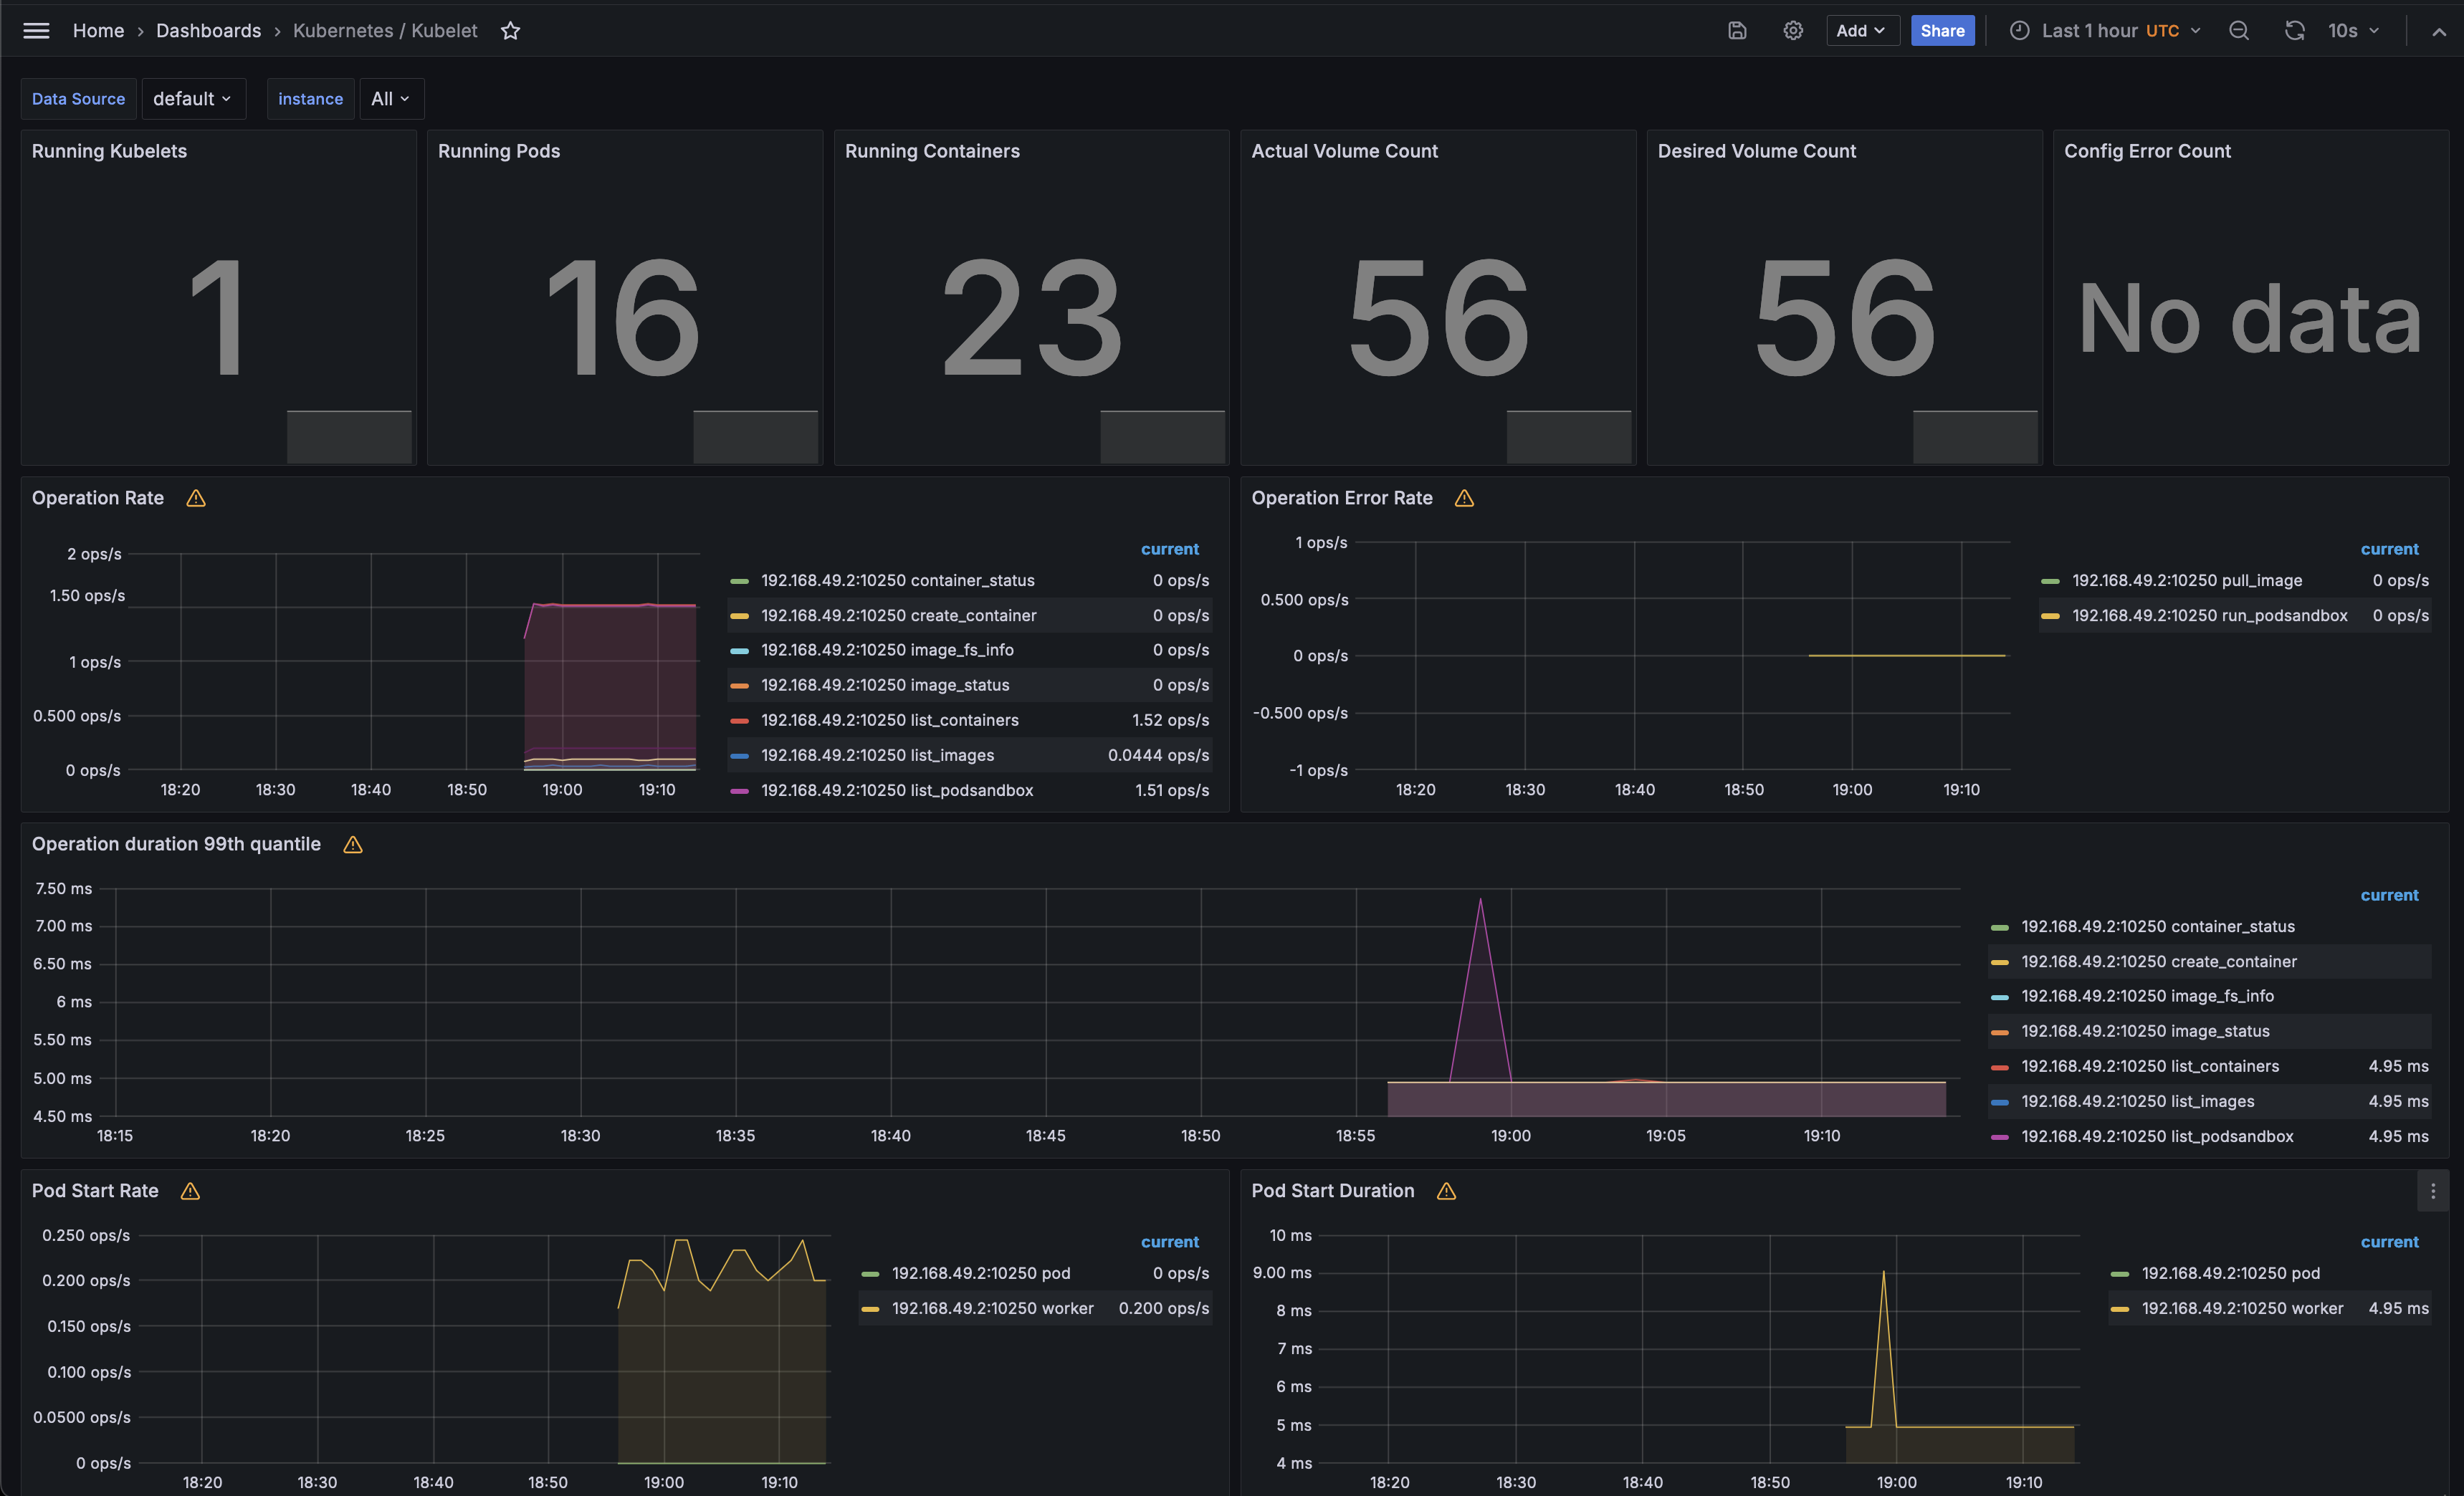 Home › Dashboards › Kubernetes / Kubelet
Add
Share
Last 1 hour UTC
10s
Data Source default
instance All
Running Kubelets
1
Running Pods
16
Running Containers
23
Actual Volume Count
56
Desired Volume Count
56
Config Error Count
No data
Operation Rate
2 ops/s
1.50 ops/s
1 ops/s
0.500 ops/s
0 ops/s
18:20 18:30 18:40 18:50 19:00 19:10
current
192.168.49.2:10250 container_status 0 ops/s
192.168.49.2:10250 create_container 0 ops/s
192.168.49.2:10250 image_fs_info 0 ops/s
192.168.49.2:10250 image_status 0 ops/s
192.168.49.2:10250 list_containers 1.52 ops/s
192.168.49.2:10250 list_images 0.0444 ops/s
192.168.49.2:10250 list_podsandbox 1.51 ops/s
Operation Error Rate
1 ops/s
0.500 ops/s
0 ops/s
-0.500 ops/s
-1 ops/s
18:20 18:30 18:40 18:50 19:00 19:10
current
192.168.49.2:10250 pull_image 0 ops/s
192.168.49.2:10250 run_podsandbox 0 ops/s
Operation duration 99th quantile
7.50 ms
7.00 ms
6.50 ms
6 ms
5.50 ms
5.00 ms
4.50 ms
18:15 18:20 18:25 18:30 18:35 18:40 18:45 18:50 18:55 19:00 19:05 19:10
current
192.168.49.2:10250 container_status
192.168.49.2:10250 create_container
192.168.49.2:10250 image_fs_info
192.168.49.2:10250 image_status
192.168.49.2:10250 list_containers 4.95 ms
192.168.49.2:10250 list_images 4.95 ms
192.168.49.2:10250 list_podsandbox 4.95 ms
Pod Start Rate
0.250 ops/s
0.200 ops/s
0.150 ops/s
0.100 ops/s
0.0500 ops/s
0 ops/s
18:20 18:30 18:40 18:50 19:00 19:10
current
192.168.49.2:10250 pod 0 ops/s
192.168.49.2:10250 worker 0.200 ops/s
Pod Start Duration
10 ms
9.00 ms
8 ms
7 ms
6 ms
5 ms
4 ms
18:20 18:30 18:40 18:50 19:00 19:10
current
192.168.49.2:10250 pod
192.168.49.2:10250 worker 4.95 ms